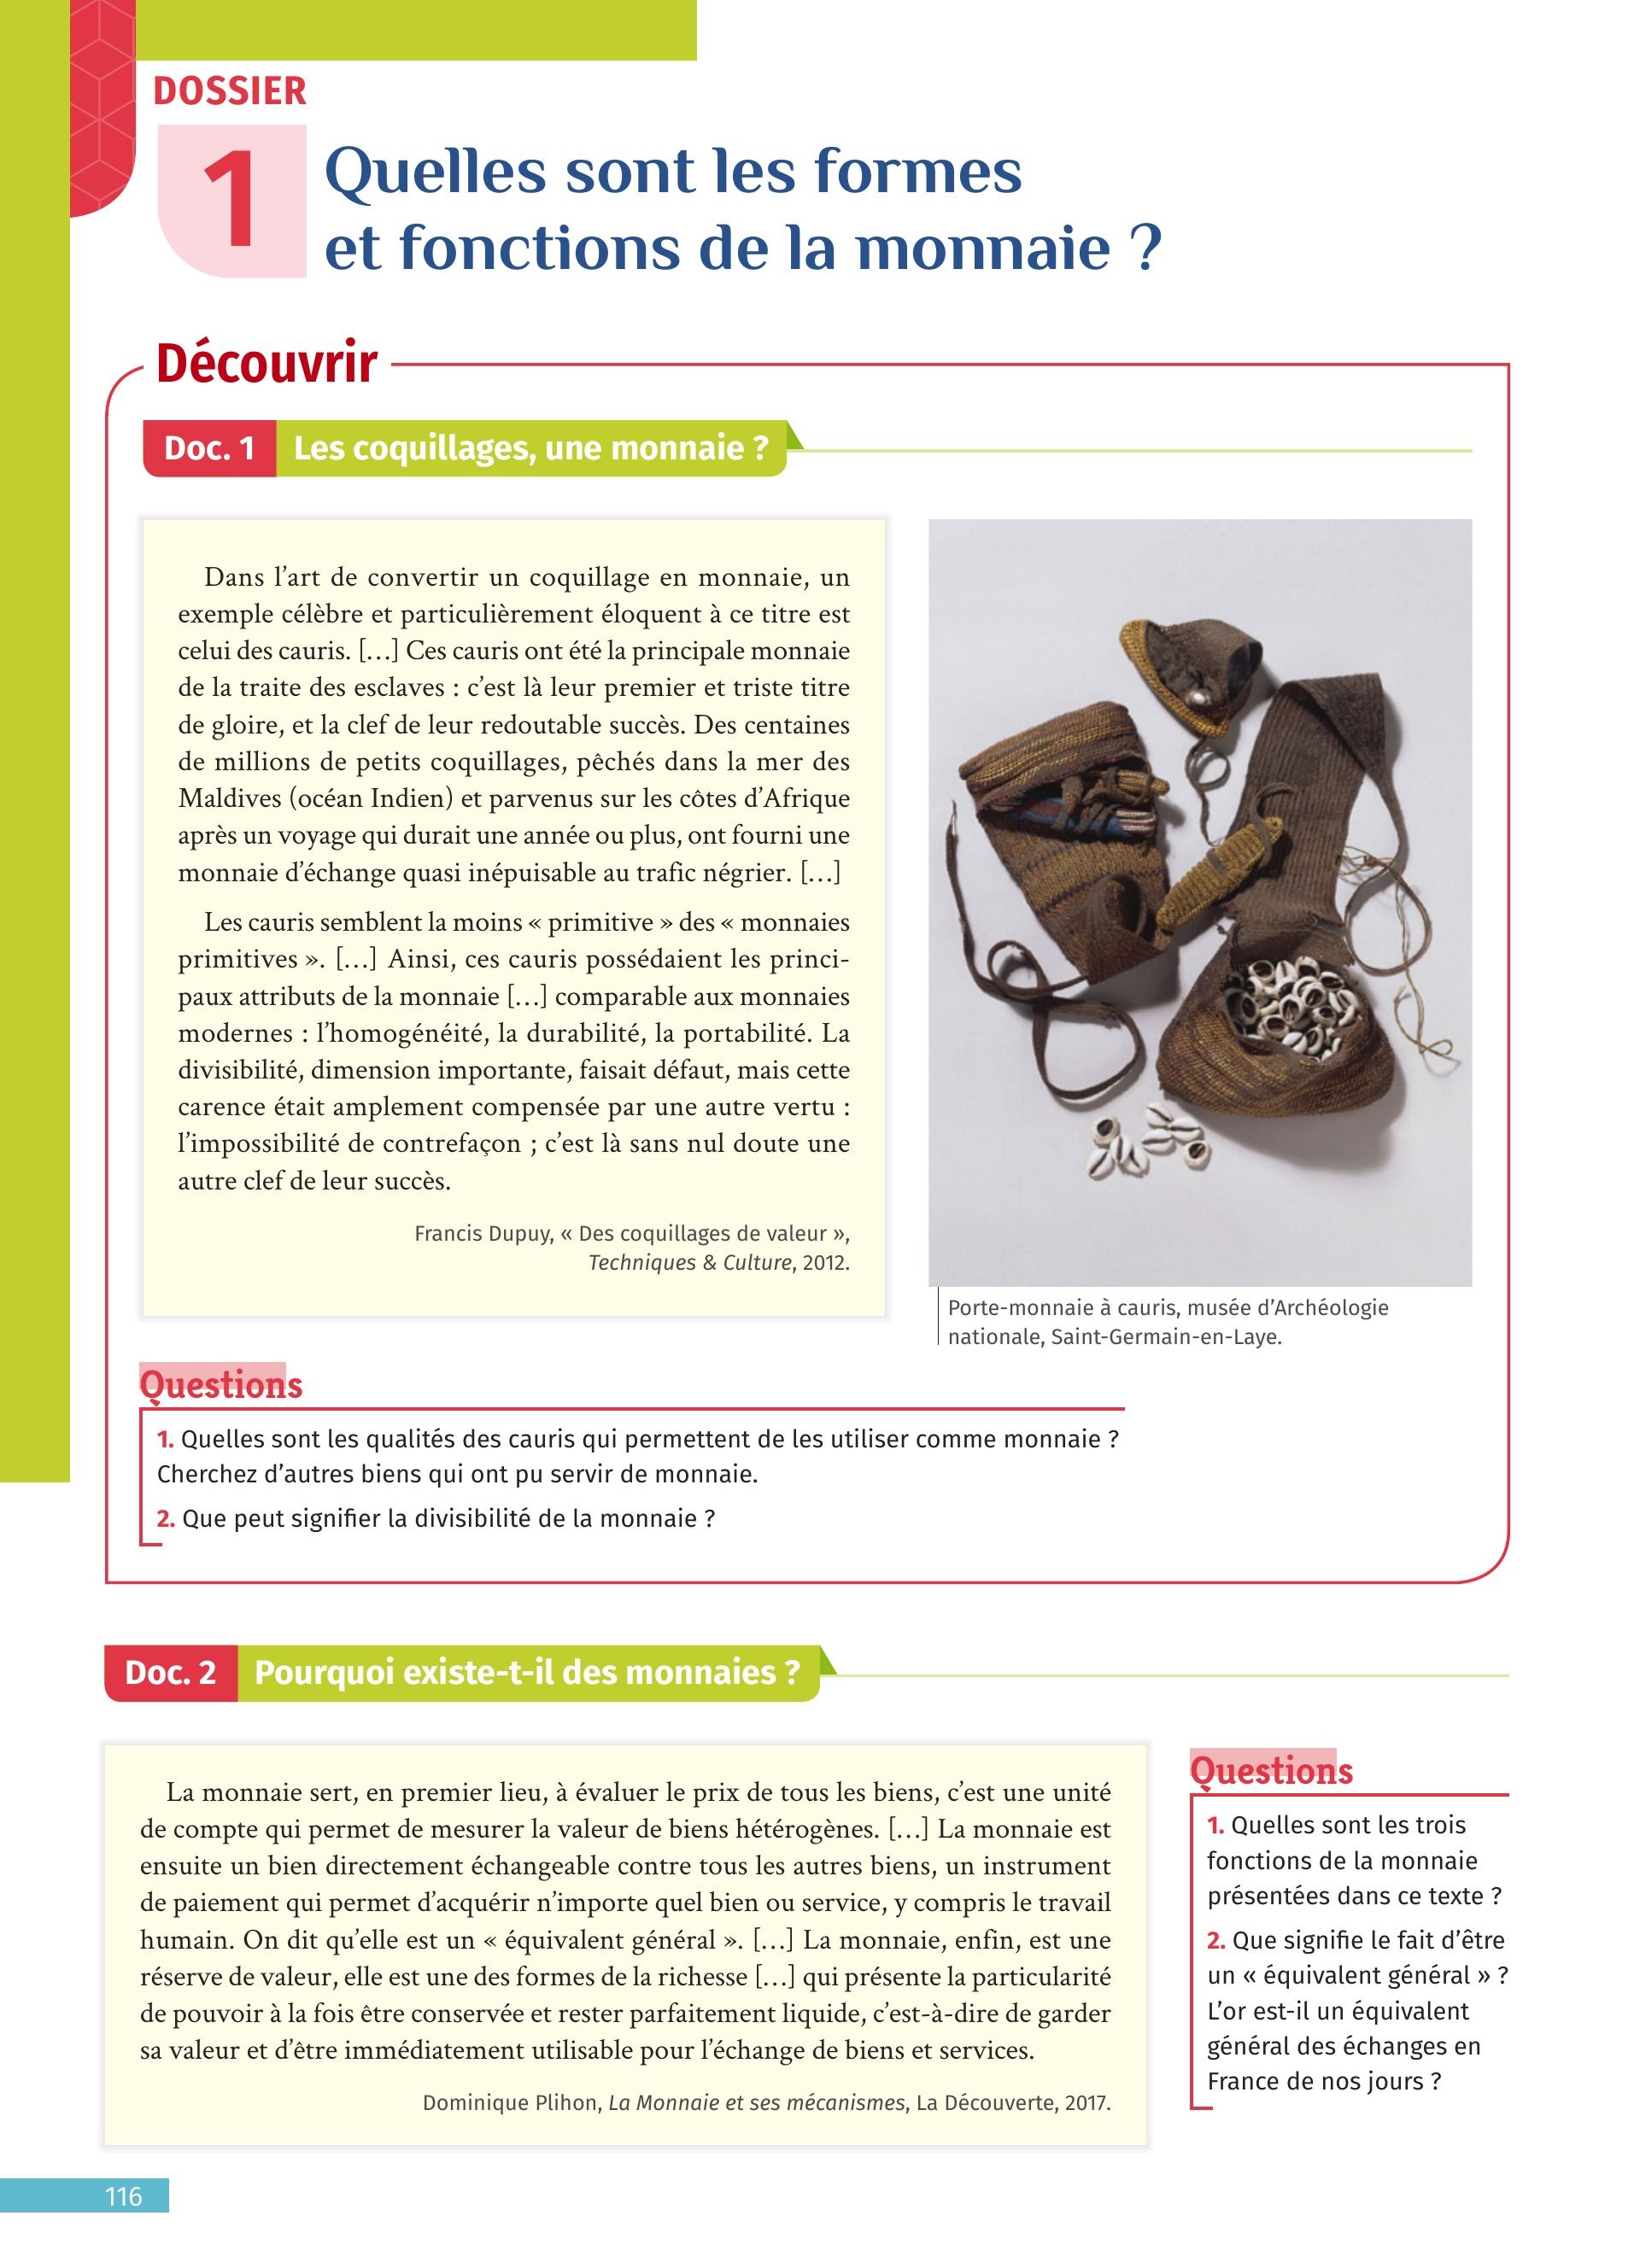 DOSSIER
1
Quelles sont les formes
et fonctions de la monnaie ?
Découvrir
Doc. 1 Les coquillages, une monnaie ?
Dans l’art de convertir un coquillage en monnaie, un
exemple célèbre et particulièrement éloquent à ce titre est
celui des cauris. […] Ces cauris ont été la principale monnaie
de la traite des esclaves : c’est là leur premier et triste titre
de gloire, et la clef de leur redoutable succès. Des centaines
de millions de petits coquillages, pêchés dans la mer des
Maldives (océan Indien) et parvenus sur les côtes d’Afrique
après un voyage qui durait une année ou plus, ont fourni une
monnaie d’échange quasi inépuisable au trafic négrier. […]
Les cauris semblent la moins « primitive » des « monnaies
primitives ». […] Ainsi, ces cauris possédaient les princi-
paux attributs de la monnaie […] comparable aux monnaies
modernes : l’homogénéité, la durabilité, la portabilité. La
divisibilité, dimension importante, faisait défaut, mais cette
carence était amplement compensée par une autre vertu :
l’impossibilité de contrefaçon ; c’est là sans nul doute une
autre clef de leur succès.
Francis Dupuy, « Des coquillages de valeur »,
Techniques & Culture, 2012.
Porte-monnaie à cauris, musée d’Archéologie
nationale, Saint-Germain-en-Laye.
Questions
1. Quelles sont les qualités des cauris qui permettent de les utiliser comme monnaie ?
Cherchez d’autres biens qui ont pu servir de monnaie.
2. Que peut signifier la divisibilité de la monnaie ?
Doc. 2 Pourquoi existe-t-il des monnaies ?
La monnaie sert, en premier lieu, à évaluer le prix de tous les biens, c’est une unité
de compte qui permet de mesurer la valeur de biens hétérogènes. […] La monnaie est
ensuite un bien directement échangeable contre tous les autres biens, un instrument
de paiement qui permet d’acquérir n’importe quel bien ou service, y compris le travail
humain. On dit qu’elle est un « équivalent général ». […] La monnaie, enfin, est une
réserve de valeur, elle est une des formes de la richesse […] qui présente la particularité
de pouvoir à la fois être conservée et rester parfaitement liquide, c’est-à-dire de garder
sa valeur et d’être immédiatement utilisable pour l’échange de biens et services.
Dominique Plihon, La Monnaie et ses mécanismes, La Découverte, 2017.
Questions
1. Quelles sont les trois
fonctions de la monnaie
présentées dans ce texte ?
2. Que signifie le fait d’être
un « équivalent général » ?
L’or est-il un équivalent
général des échanges en
France de nos jours ?
116